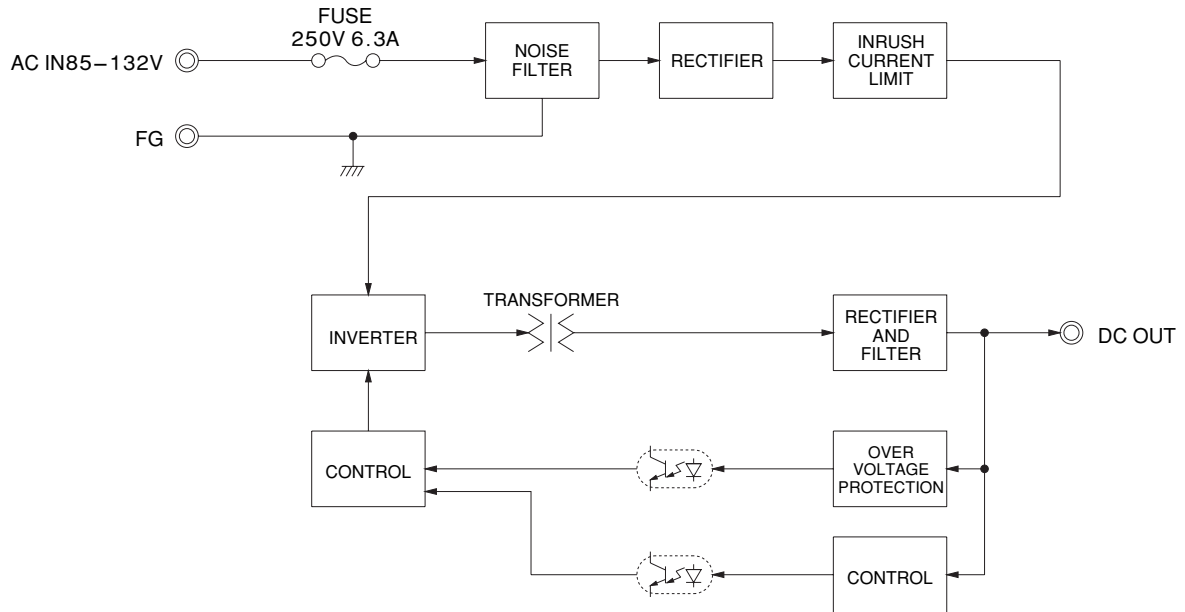 FUSE
250V 6.3A
AC IN85–132V
NOISE
FILTER
RECTIFIER
INRUSH
CURRENT
LIMIT
FG
INVERTER
TRANSFORMER
RECTIFIER
AND
FILTER
DC OUT
CONTROL
OVER
VOLTAGE
PROTECTION
CONTROL